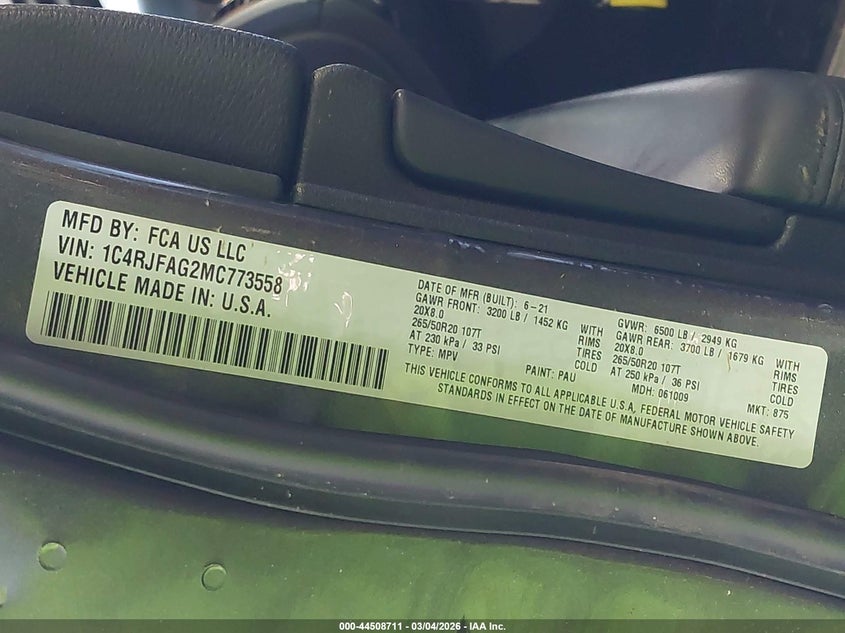 MFD BY: FCA US LLC
VIN: 1C4RJFAG2MC773558
VEHICLE MADE IN: U.S.A.
DATE OF MFR (BUILT): 6-21
GAWR FRONT: 3200 LB / 1452 KG WITH
20X8.0 RIMS
265/50R20 107T TIRES
AT 230 kPa / 33 PSI COLD
TYPE: MPV PAINT: PAU
GVWR: 6500 LB / 2949 KG
GAWR REAR: 3700 LB / 1679 KG WITH
20X8.0 RIMS
265/50R20 107T TIRES
AT 250 kPa / 36 PSI COLD
MDH: 061009 MKT: 875
THIS VEHICLE CONFORMS TO ALL APPLICABLE U.S.A. FEDERAL MOTOR VEHICLE SAFETY
STANDARDS IN EFFECT ON THE DATE OF MANUFACTURE SHOWN ABOVE.
000-44508711 - 03/04/2026 - IAA Inc.